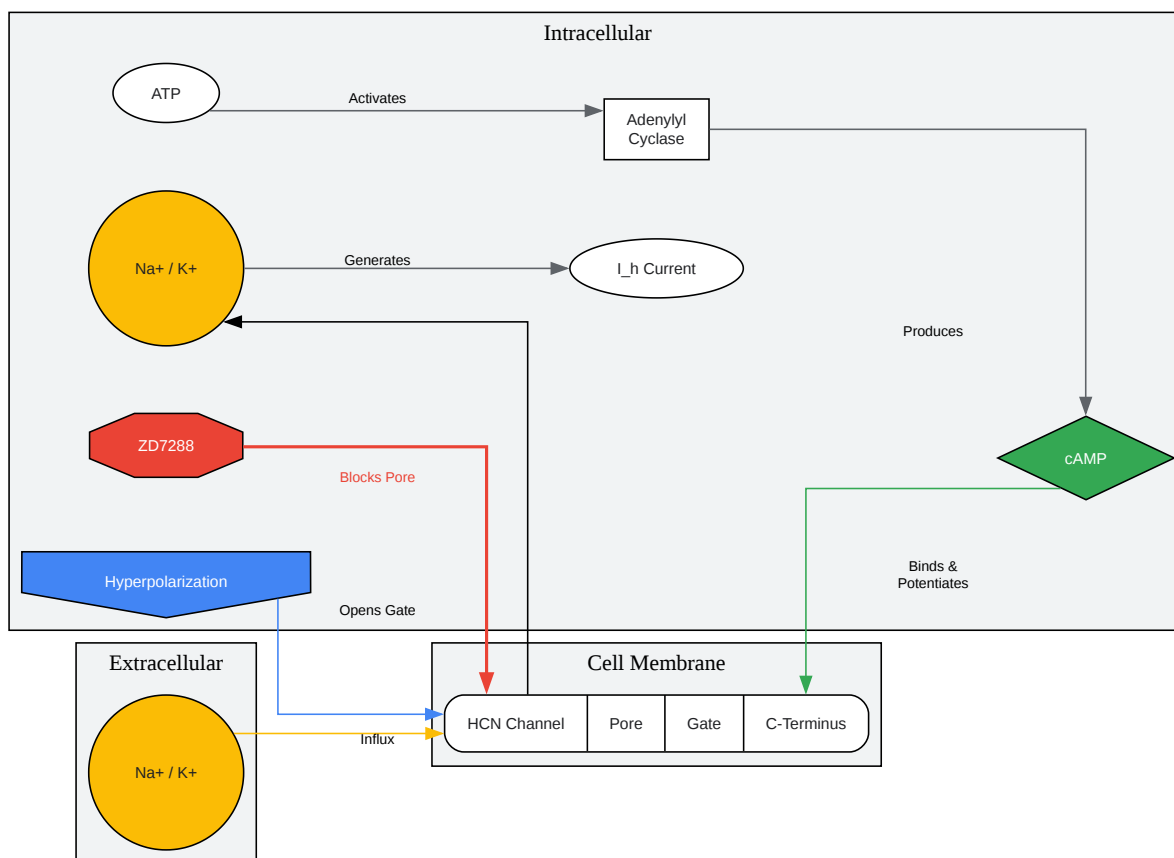 Intracellular
ATP
Activates
Adenylyl
Cyclase
Na+ / K+
Generates
I_h Current
Produces
ZD7288
Blocks Pore
cAMP
Hyperpolarization
Opens Gate
Binds &
Potentiates
Extracellular
Cell Membrane
HCN Channel
Pore
Gate
C-Terminus
Influx
Na+ / K+